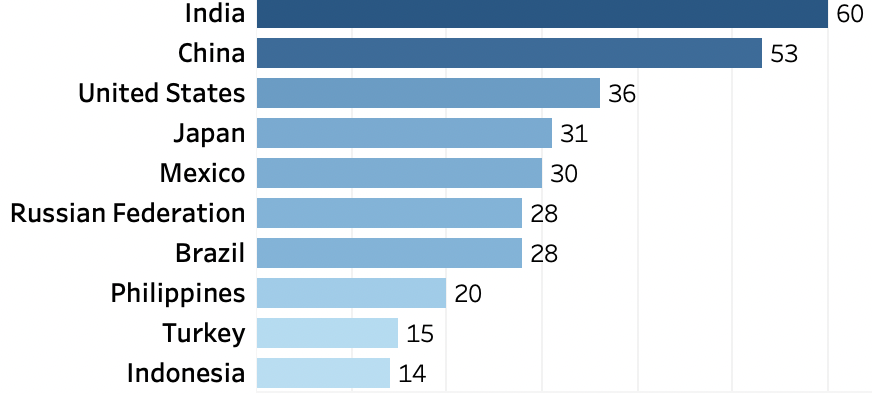 India 60
China 53
United States 36
Japan 31
Mexico 30
Russian Federation 28
Brazil 28
Philippines 20
Turkey 15
Indonesia 14